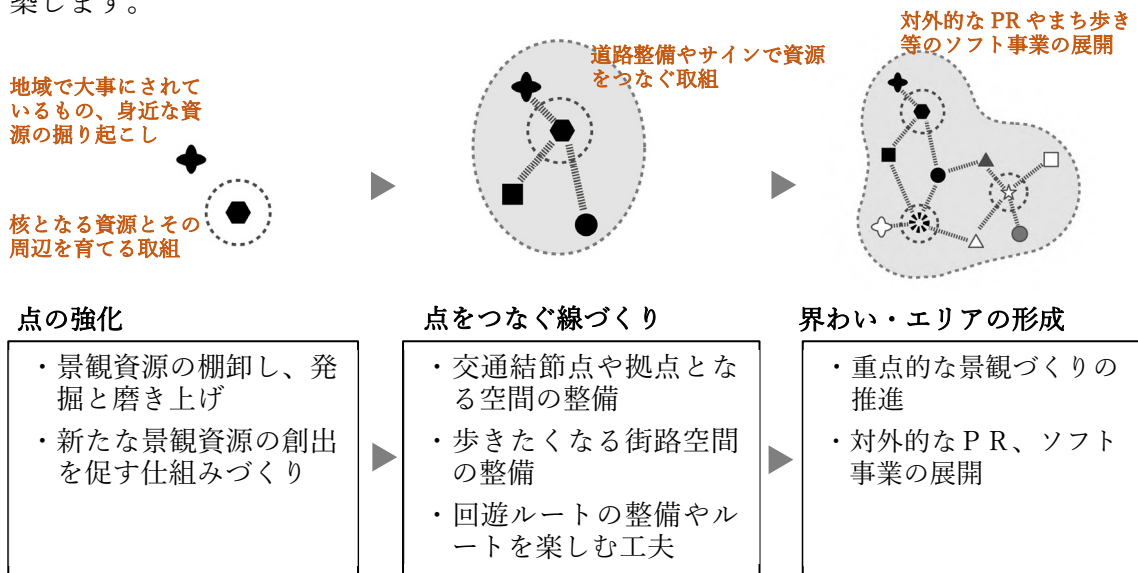 染します。
地域で大事にされて
いるもの、身近な資
源の掘り起こし
核となる資源とその
周辺を育てる取組
道路整備やサインで資源
をつなぐ取組
対外的な PR やまち歩き
等のソフト事業の展開
点の強化
・景観資源の棚卸し、発
掘と磨き上げ
・新たな景観資源の創出
を促す仕組みづくり
点をつなぐ線づくり
・交通結節点や拠点とな
る空間の整備
・歩きたくなる街路空間
の整備
・回遊ルートの整備やル
ートを楽しむ工夫
界わい・エリアの形成
・重点的な景観づくりの
推進
・対外的なＰＲ、ソフト
事業の展開